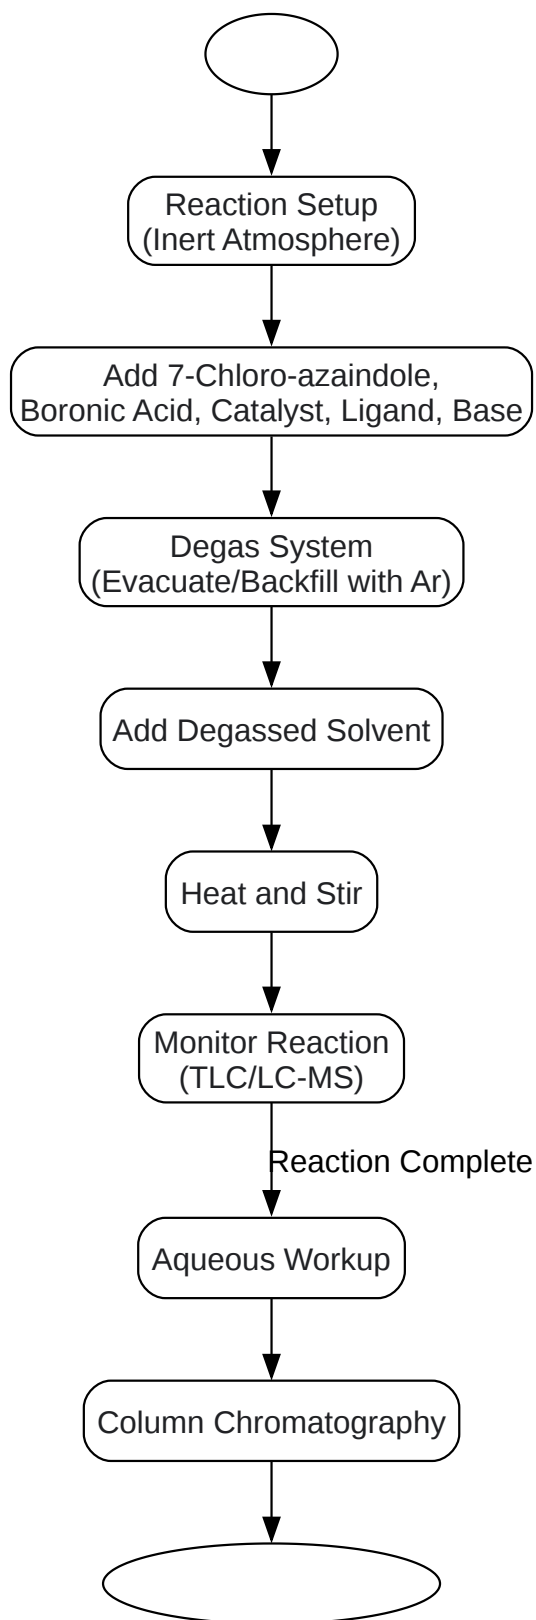 Reaction Setup
(Inert Atmosphere)
Add 7-Chloro-azaindole,
Boronic Acid, Catalyst, Ligand, Base
Degas System
(Evacuate/Backfill with Ar)
Add Degassed Solvent
Heat and Stir
Monitor Reaction
(TLC/LC-MS)
Reaction Complete
Aqueous Workup
Column Chromatography